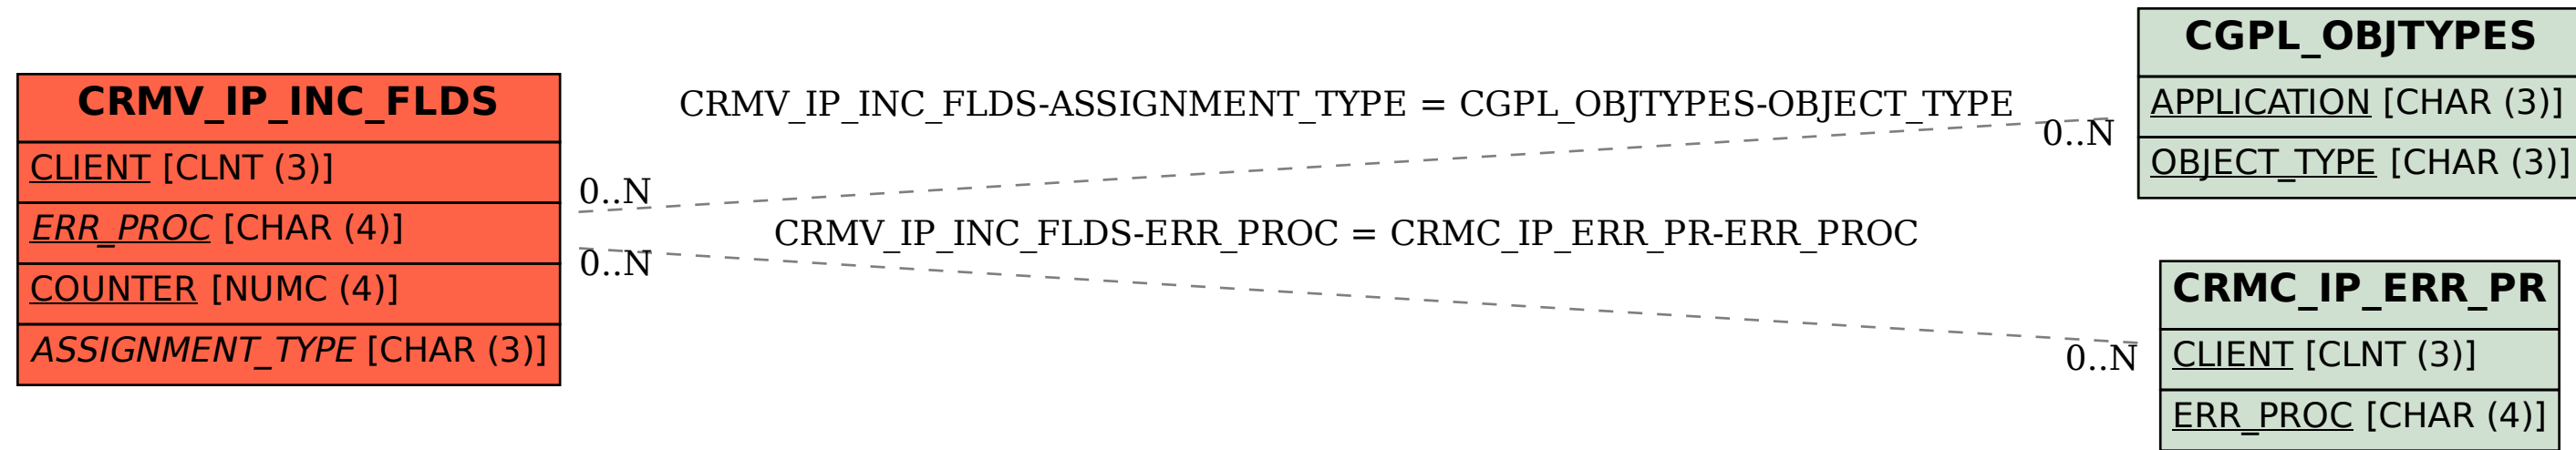 CRMV_IP_INC_FLDS
CLIENT [CLNT (3)]
ERR_PROC [CHAR (4)]
COUNTER [NUMC (4)]
ASSIGNMENT_TYPE [CHAR (3)]
CRMV_IP_INC_FLDS-ASSIGNMENT_TYPE = CGPL_OBJTYPES-OBJECT_TYPE
0..N
0..N
CRMV_IP_INC_FLDS-ERR_PROC = CRMC_IP_ERR_PR-ERR_PROC
0..N
0..N
CGPL_OBJTYPES
APPLICATION [CHAR (3)]
OBJECT_TYPE [CHAR (3)]
CRMC_IP_ERR_PR
CLIENT [CLNT (3)]
ERR_PROC [CHAR (4)]